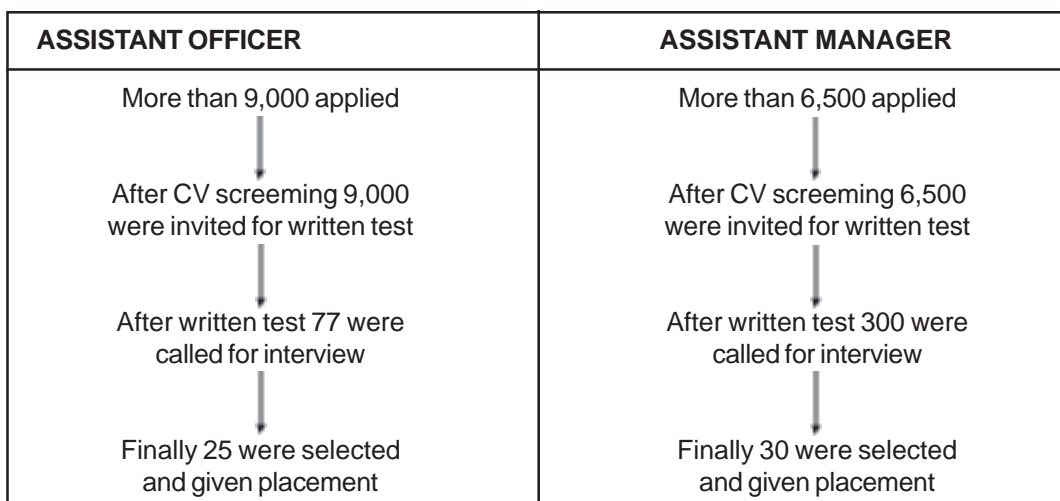 ASSISTANT OFFICER
More than 9,000 applied
After CV screeming 9,000
were invited for written test
After written test 77 were
called for interview
Finally 25 were selected
and given placement
ASSISTANT MANAGER
More than 6,500 applied
After CV screeming 6,500
were invited for written test
After written test 300 were
called for interview
Finally 30 were selected
and given placement